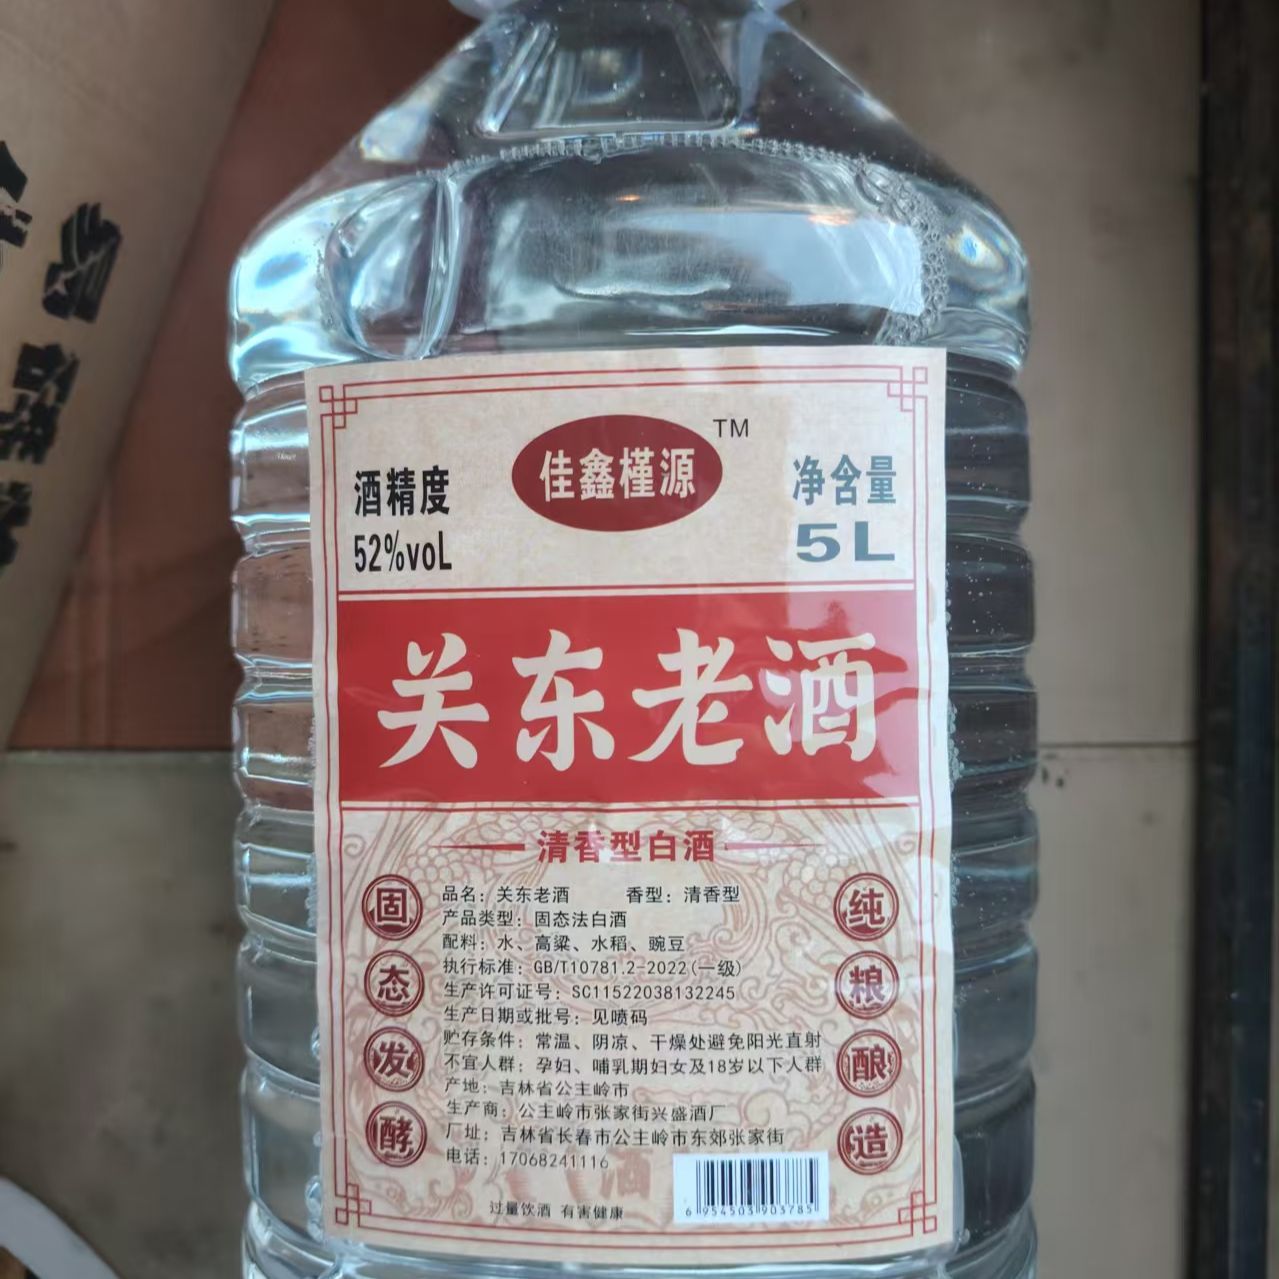 佳鑫槿源 TM
酒精度
52%voL
净含量
5L
关东老酒
清香型白酒
固态发酵
品名：关东老酒 香型：清香型
产品类型：固态法白酒
配料：水、高粱、水稻、豌豆
执行标准：GB/T10781.2-2022(一级)
生产许可证号：SC11522038132245
生产日期或批号：见喷码
贮存条件：常温、阴凉、干燥处避免阳光直射
不宜人群：孕妇、哺乳期妇女及18岁以下人群
产地：吉林省公主岭市
生产商：公主岭市张家街兴盛酒厂
厂址：吉林省长春市公主岭市东郊张家街
电话：17068241116
纯粮酿造
过量饮酒 有害健康
6 954503 903785